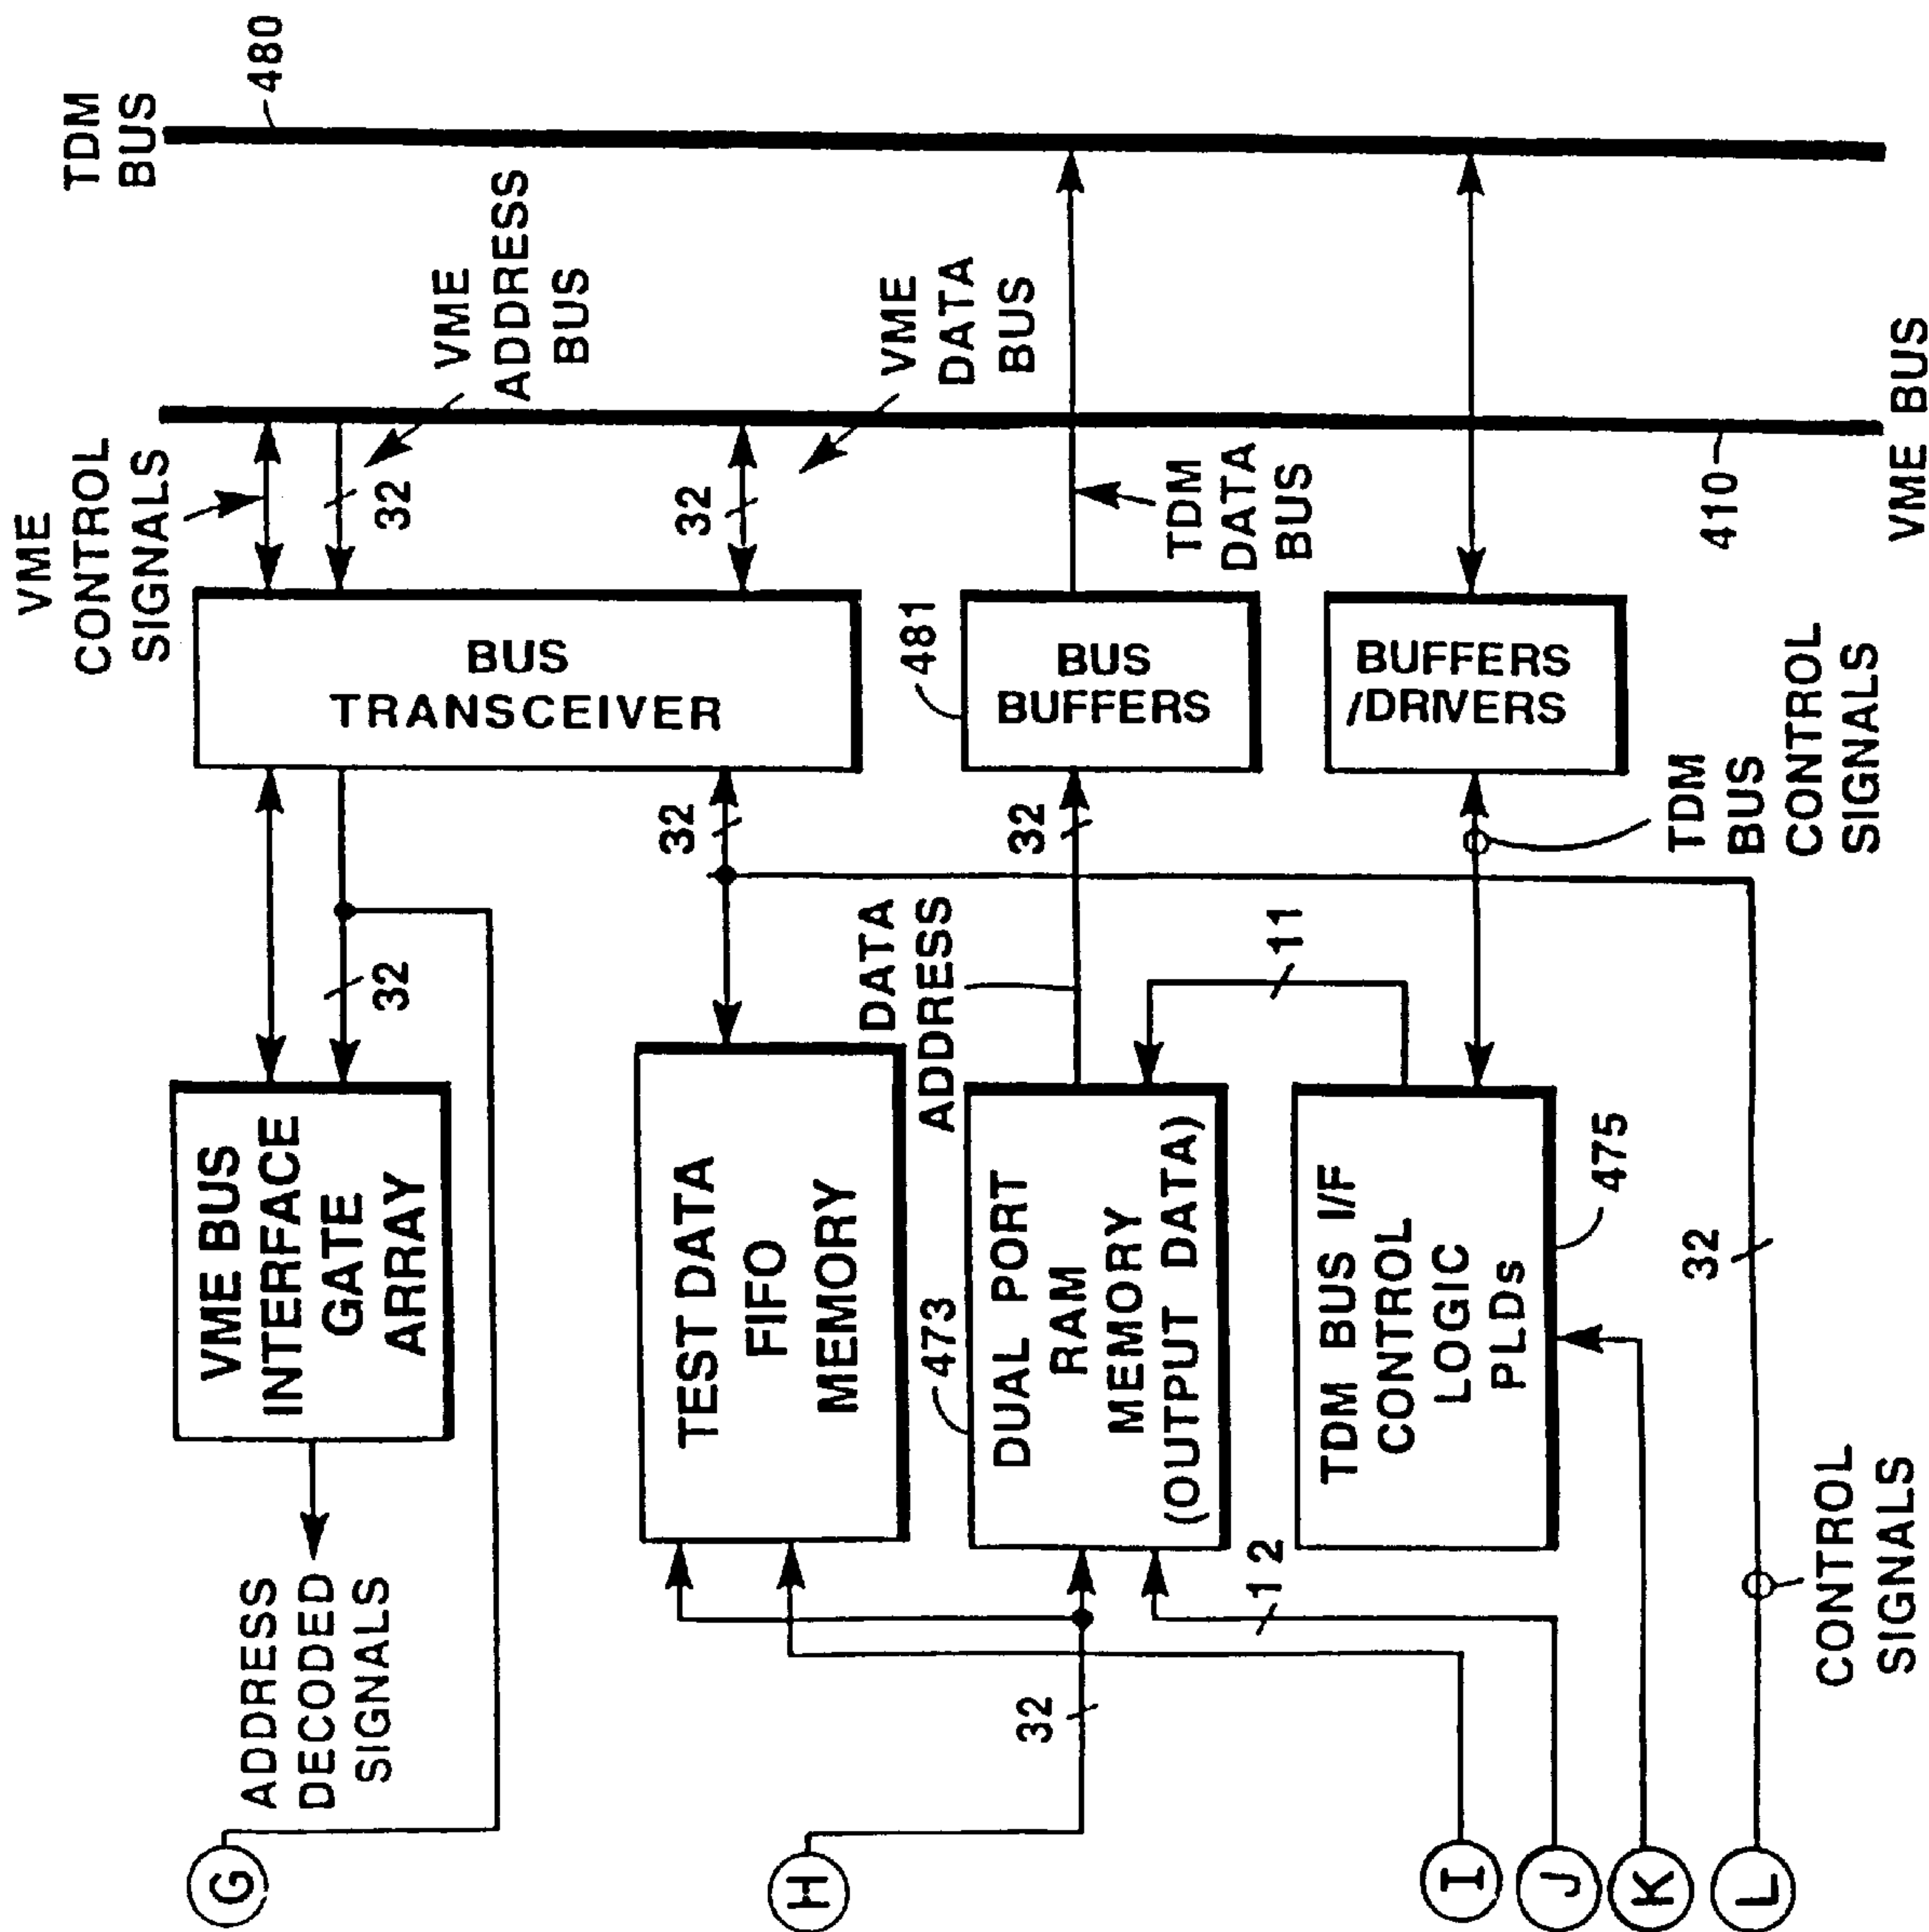 TDM
BUS
480
VME
CONTROL
SIGNALS
VME
ADDRESS
BUS
32
VME
DATA
BUS
32
TDM
DATA
BUS
410
VME BUS
BUS
TRANSCEIVER
481
BUS
BUFFERS
BUFFERS
/DRIVERS
32
32
32
TDM
BUS
CONTROL
SIGNALS
DATA
ADDRESS
11
VME BUS
INTERFACE
GATE
ARRAY
TEST DATA
FIFO
MEMORY
473
DUAL PORT
RAM
MEMORY
(OUTPUT DATA)
TDM BUS I/F
CONTROL
LOGIC
PLDs
475
32
ADDRESS
DECODED
SIGNALS
32
12
CONTROL
SIGNALS
G
H
I
J
K
L